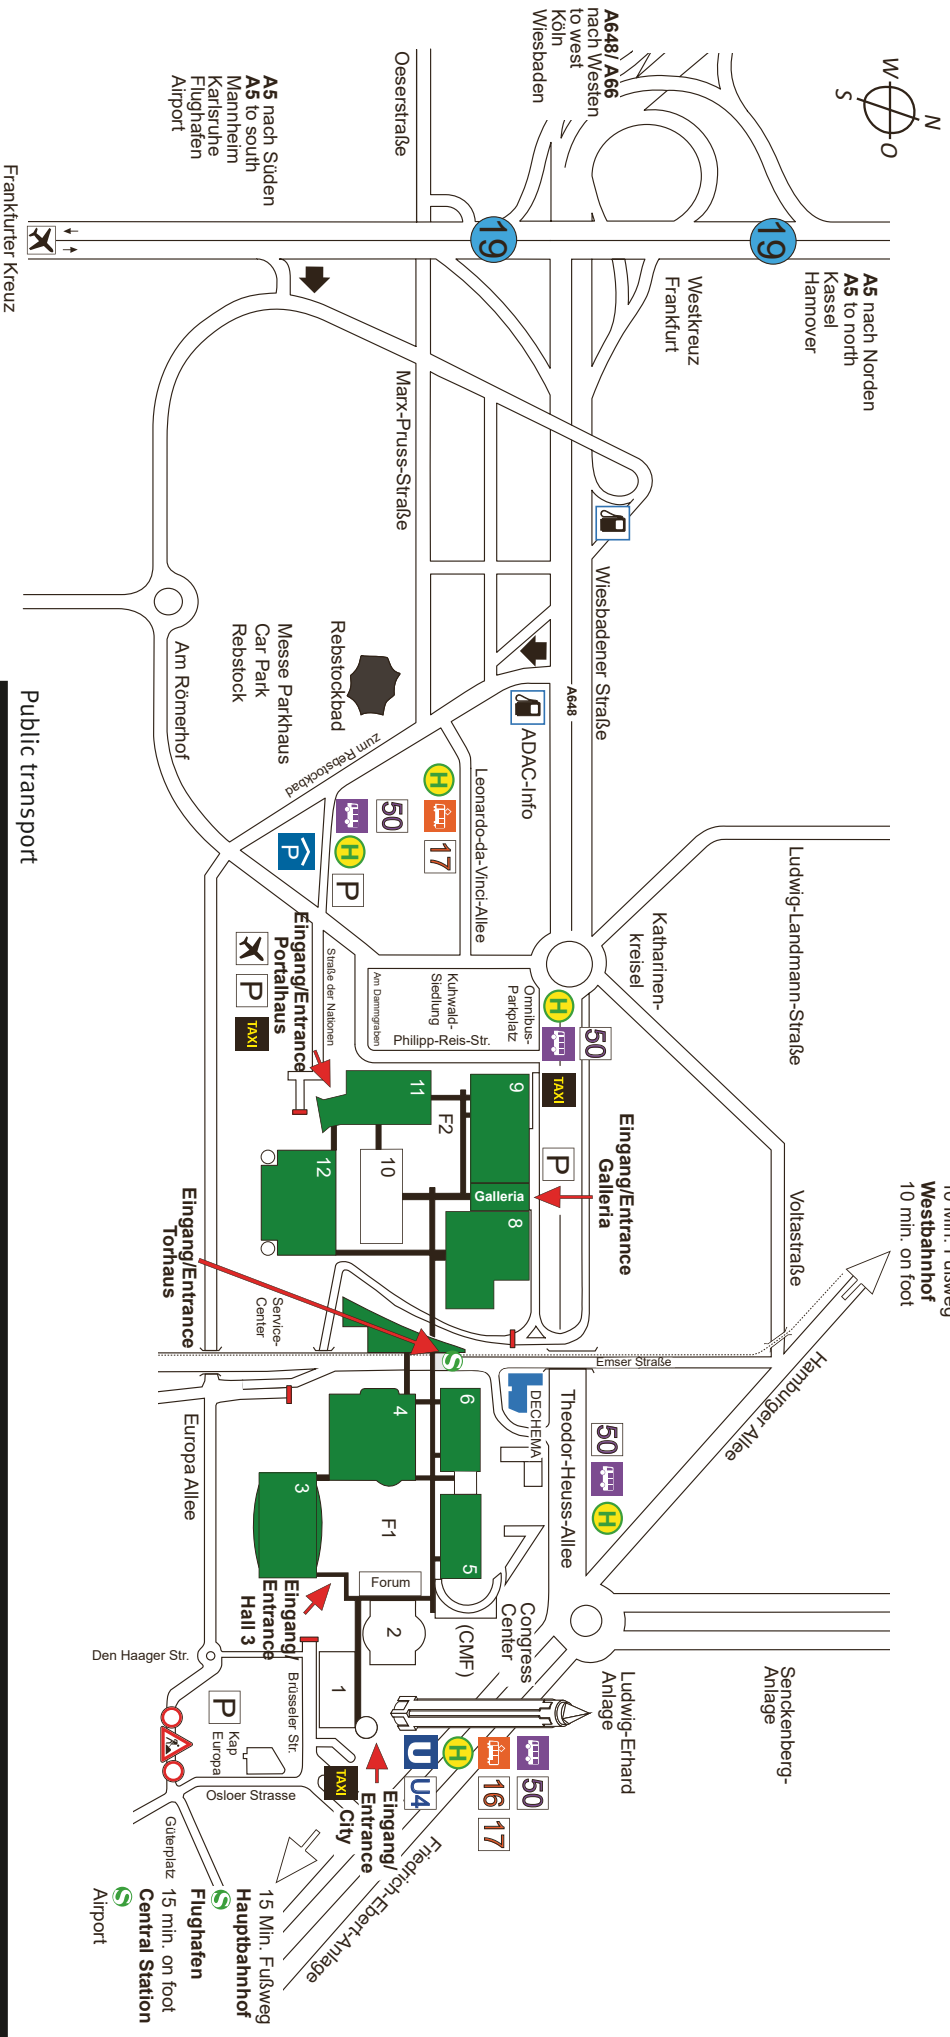 N
O
S
W
A648/ A66
nach Westen
to west
Köln
Wiesbaden
Oeserstraße
A5 nach Süden
A5 to south
Mannheim
Karlsruhe
Flughafen
Airport
Frankfurter Kreuz
19
19
A5 nach Norden
A5 to north
Kassel
Hannover
Westkreuz
Frankfurt
Marx-Pruss-Straße
Wiesbadener Straße
A648
ADAC-Info
Rebstockbad
Messe Parkhaus
Car Park
Rebstock
Am Römerhof
zum Rebstockbad
Leonardo-da-Vinci-Allee
H
17
50
H
P
P
Ludwig-Landmann-Straße
Katharinen-
kreisel
Omnibus-
Parkplatz
Kuhwald-
Siedlung
Philipp-Reis-Str.
Am Dammgraben
Straße der Nationen
Eingang/Entrance
Portalhaus
P
TAXI
H
50
TAXI
P
Eingang/Entrance
Galleria
9
Galleria
8
F2
10
11
12
Eingang/Entrance
Torhaus
Service-
Center
Voltastraße
10 Min. Fußweg
Westbahnhof
10 min. on foot
Hamburger Allee
Emser Straße
S
DECHEMA
Theodor-Heuss-Allee
50
H
6
5
4
3
F1
Forum
2
1
Europa Allee
Eingang/
Entrance
Hall 3
Congress
Center
(CMF)
Ludwig-Erhard
Anlage
Senckenberg-
Anlage
Den Haager Str.
Brüsseler Str.
P
Kap
Europa
Osloer Strasse
Güterplatz
TAXI
Eingang/
Entrance
City
50
16
17
H
U
U4
Friedrich-Ebert-Anlage
15 Min. Fußweg
Hauptbahnhof
S
Flughafen
15 min. on foot
Central Station
S
Airport
Public transport